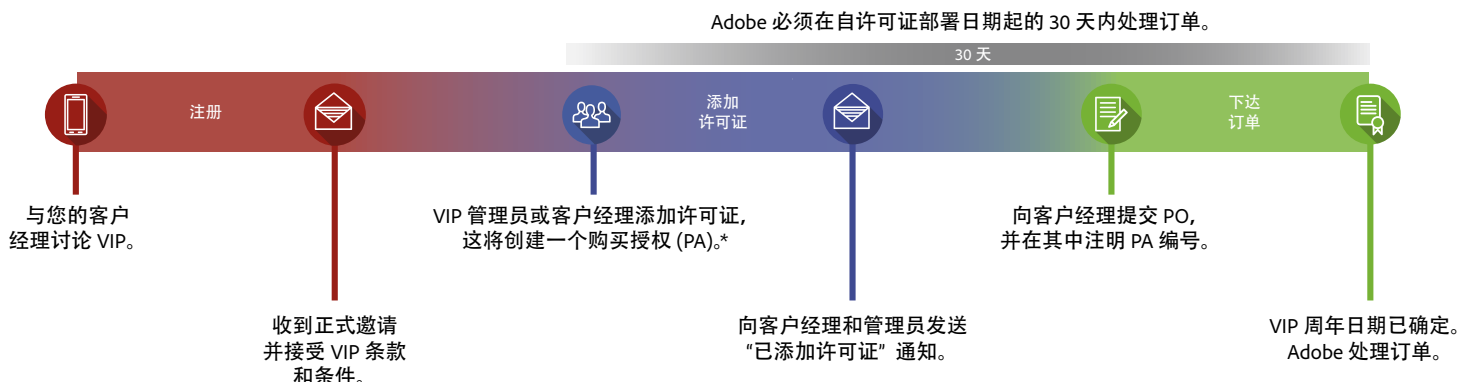 Adobe 必须在自许可证部署日期起的 30 天内处理订单。
30 天
注册
添加
许可证
下达
订单
与您的客户
经理讨论 VIP。
VIP 管理员或客户经理添加许可证,
这将创建一个购买授权 (PA)。*
向客户经理提交 PO,
并在其中注明 PA 编号。
收到正式邀请
并接受 VIP 条款
和条件。
向客户经理和管理员发送
“已添加许可证”通知。
VIP 周年日期已确定。
Adobe 处理订单。